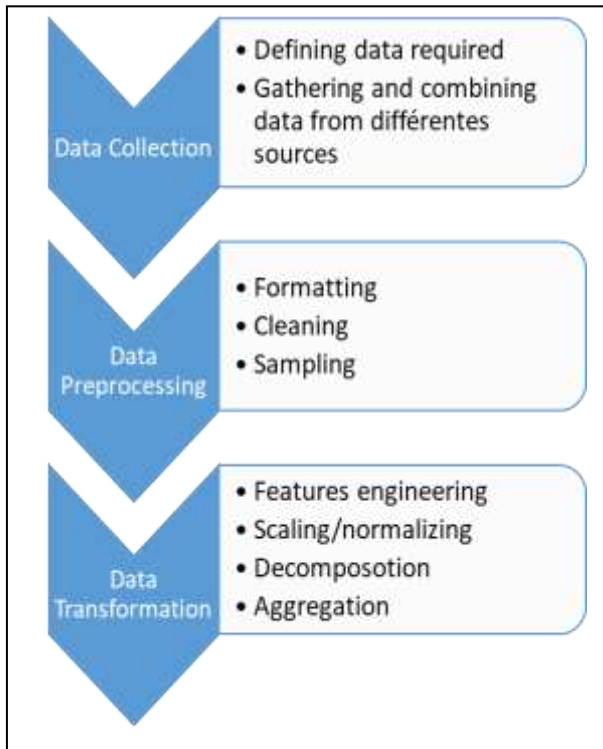 Data Collection
• Defining data required
• Gathering and combining
data from différentes
sources
Data
Preprocessing
• Formatting
• Cleaning
• Sampling
Data
Transformation
• Features engineering
• Scaling/normalizing
• Decomposotion
• Aggregation